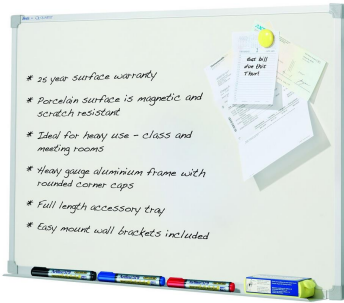 * 25 year surface warranty
* Porcelain surface is magnetic and
scratch resistant
* Ideal for heavy use - class and
meeting rooms
* Heavy gauge aluminium frame with
rounded corner caps
* Full length accessory tray
* Easy mount wall brackets included
Gas bill
due this
Thur!